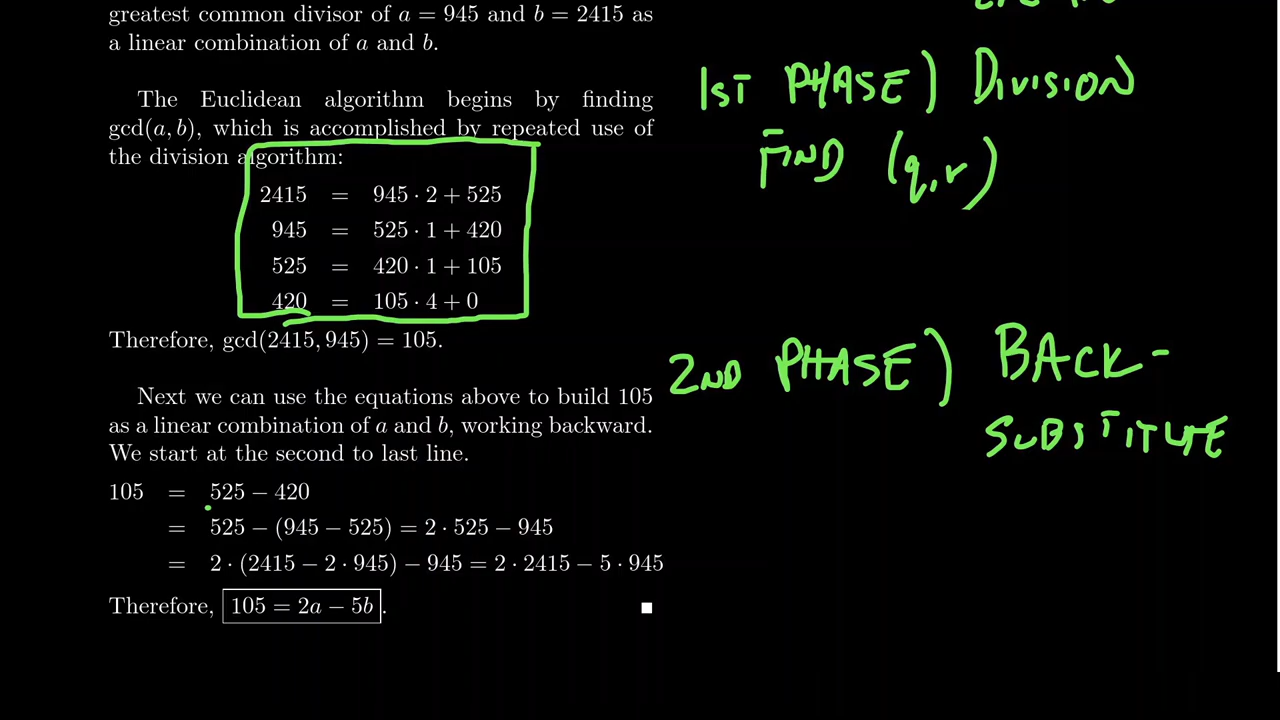 greatest common divisor of a = 945 and b = 2415 as
a linear combination of a and b.
The Euclidean algorithm begins by finding
gcd(a, b), which is accomplished by repeated use of
the division algorithm:
2415 = 945 · 2 + 525
945 = 525 · 1 + 420
525 = 420 · 1 + 105
420 = 105 · 4 + 0
Therefore, gcd(2415, 945) = 105.
Next we can use the equations above to build 105
as a linear combination of a and b, working backward.
We start at the second to last line.
105 = 525 − 420
= 525 − (945 − 525) = 2 · 525 − 945
= 2 · (2415 − 2 · 945) − 945 = 2 · 2415 − 5 · 945
Therefore, 105 = 2a − 5b.
1ST PHASE) DIVISION
FIND (q,r)
2ND PHASE) BACK-
SUBSTITUTE